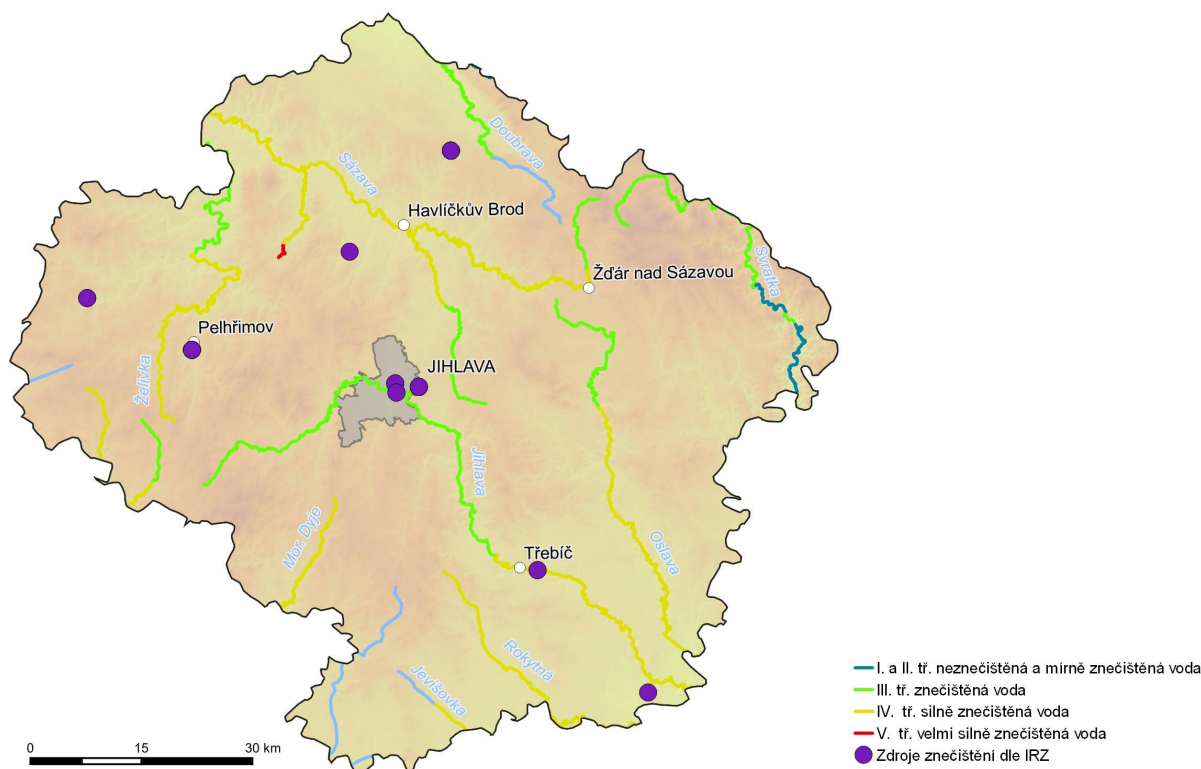 Doubrava
Sázava
Havlíčkův Brod
Žďár nad Sázavou
Svratka
Pelhřimov
JIHLAVA
Želivka
Jihlava
Mor. Dyje
Třebíč
Oslava
Rokytná
Jevišovka
I. a II. tř. neznečištěná a mírně znečištěná voda
III. tř. znečištěná voda
IV. tř. silně znečištěná voda
V. tř. velmi silně znečištěná voda
Zdroje znečištění dle IRZ
0 15 30 km